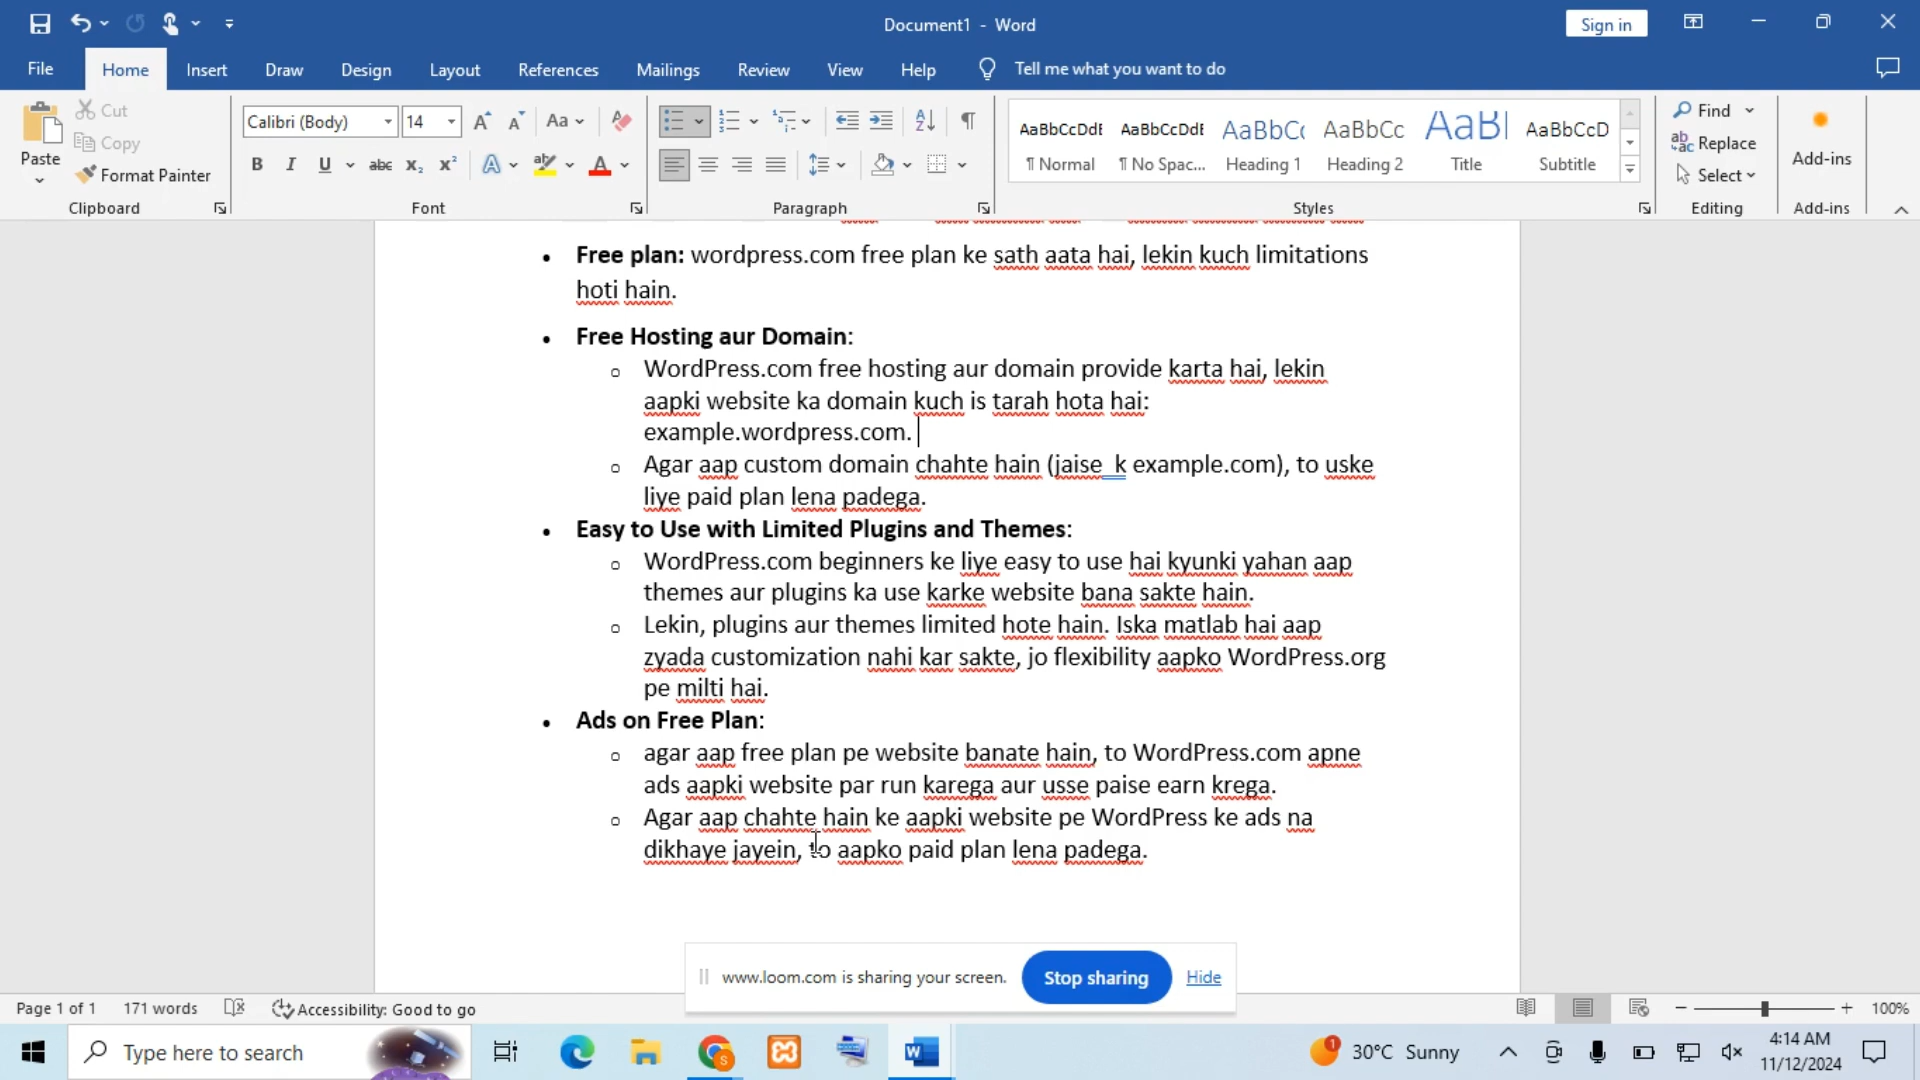 Document1 - Word
Sign in
File Home Insert Draw Design Layout References Mailings Review View Help Tell me what you want to do
Paste
Cut
Copy
Format Painter
Clipboard
Calibri (Body) 14
Font
Paragraph
AaBbCcDdE AaBbCcDdE AaBbCc AaBbCc AaBl AaBbCcD
¶ Normal ¶ No Spac... Heading 1 Heading 2 Title Subtitle
Styles
Find
Replace
Select
Editing
Add-ins
Add-ins
• Free plan: wordpress.com free plan ke sath aata hai, lekin kuch limitations
hoti hain.
• Free Hosting aur Domain:
o WordPress.com free hosting aur domain provide karta hai, lekin
aapki website ka domain kuch is tarah hota hai:
example.wordpress.com.
o Agar aap custom domain chahte hain (jaise k example.com), to uske
liye paid plan lena padega.
• Easy to Use with Limited Plugins and Themes:
o WordPress.com beginners ke liye easy to use hai kyunki yahan aap
themes aur plugins ka use karke website bana sakte hain.
o Lekin, plugins aur themes limited hote hain. Iska matlab hai aap
zyada customization nahi kar sakte, jo flexibility aapko WordPress.org
pe milti hai.
• Ads on Free Plan:
o agar aap free plan pe website banate hain, to WordPress.com apne
ads aapki website par run karega aur usse paise earn krega.
o Agar aap chahte hain ke aapki website pe WordPress ke ads na
dikhaye jayein, to aapko paid plan lena padega.
www.loom.com is sharing your screen. Stop sharing Hide
Page 1 of 1 171 words Accessibility: Good to go 100%
Type here to search
30°C Sunny
4:14 AM
11/12/2024